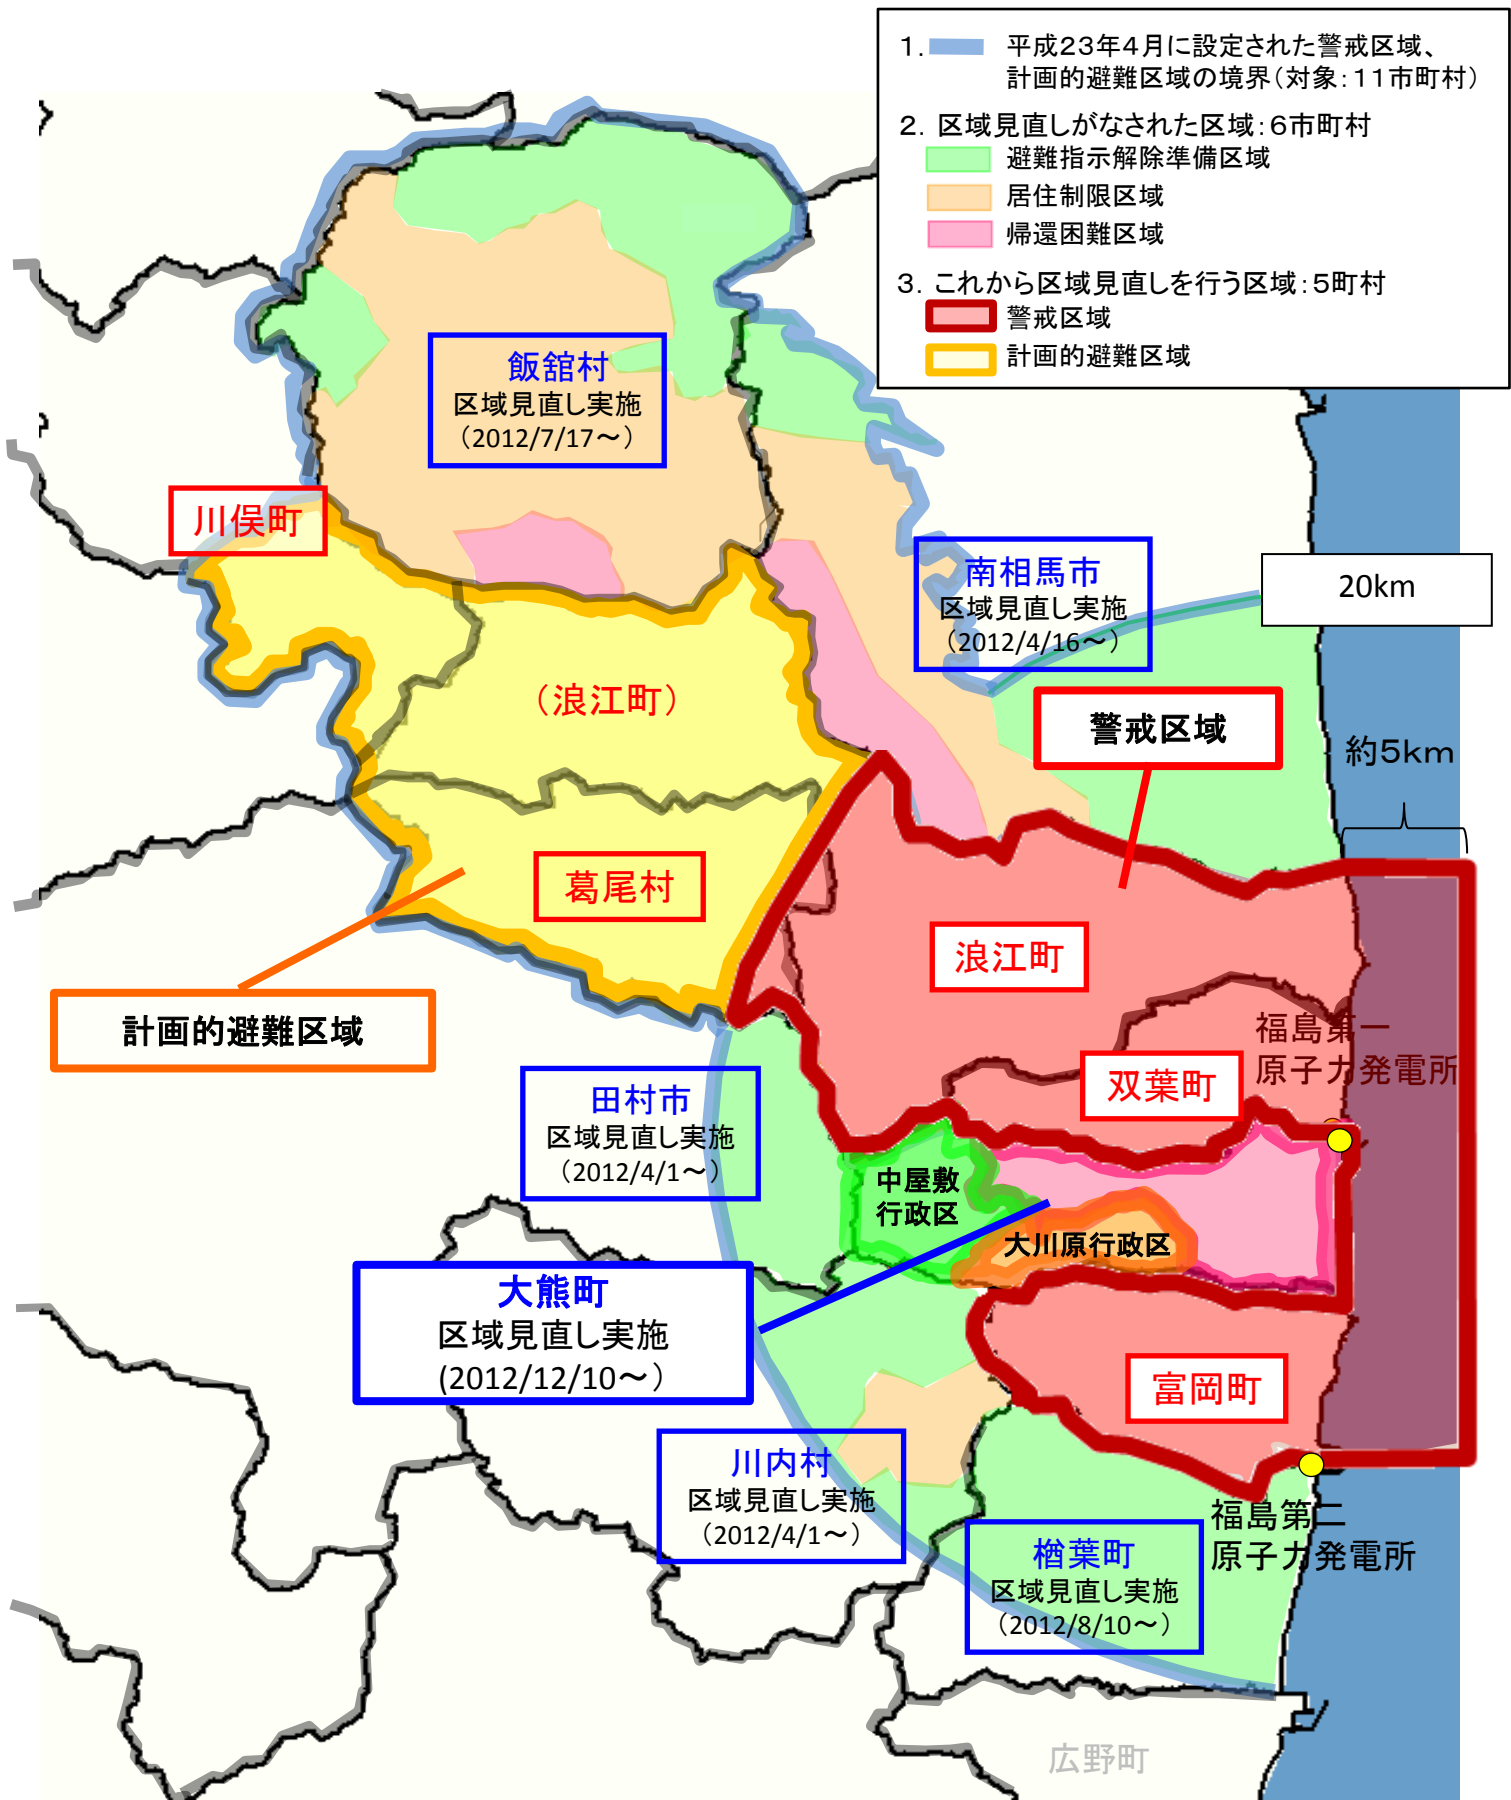 1. 平成23年4月に設定された警戒区域、
計画的避難区域の境界(対象:11市町村)
2. 区域見直しがなされた区域:6市町村
避難指示解除準備区域
居住制限区域
帰還困難区域
3. これから区域見直しを行う区域:5町村
警戒区域
計画的避難区域
飯舘村
区域見直し実施
(2012/7/17~)
川俣町
南相馬市
区域見直し実施
(2012/4/16~)
20km
(浪江町)
警戒区域
約5km
葛尾村
浪江町
計画的避難区域
福島第一
原子力発電所
双葉町
田村市
区域見直し実施
(2012/4/1~)
中屋敷
行政区
大川原行政区
大熊町
区域見直し実施
(2012/12/10~)
富岡町
川内村
区域見直し実施
(2012/4/1~)
福島第二
原子力発電所
楢葉町
区域見直し実施
(2012/8/10~)
広野町